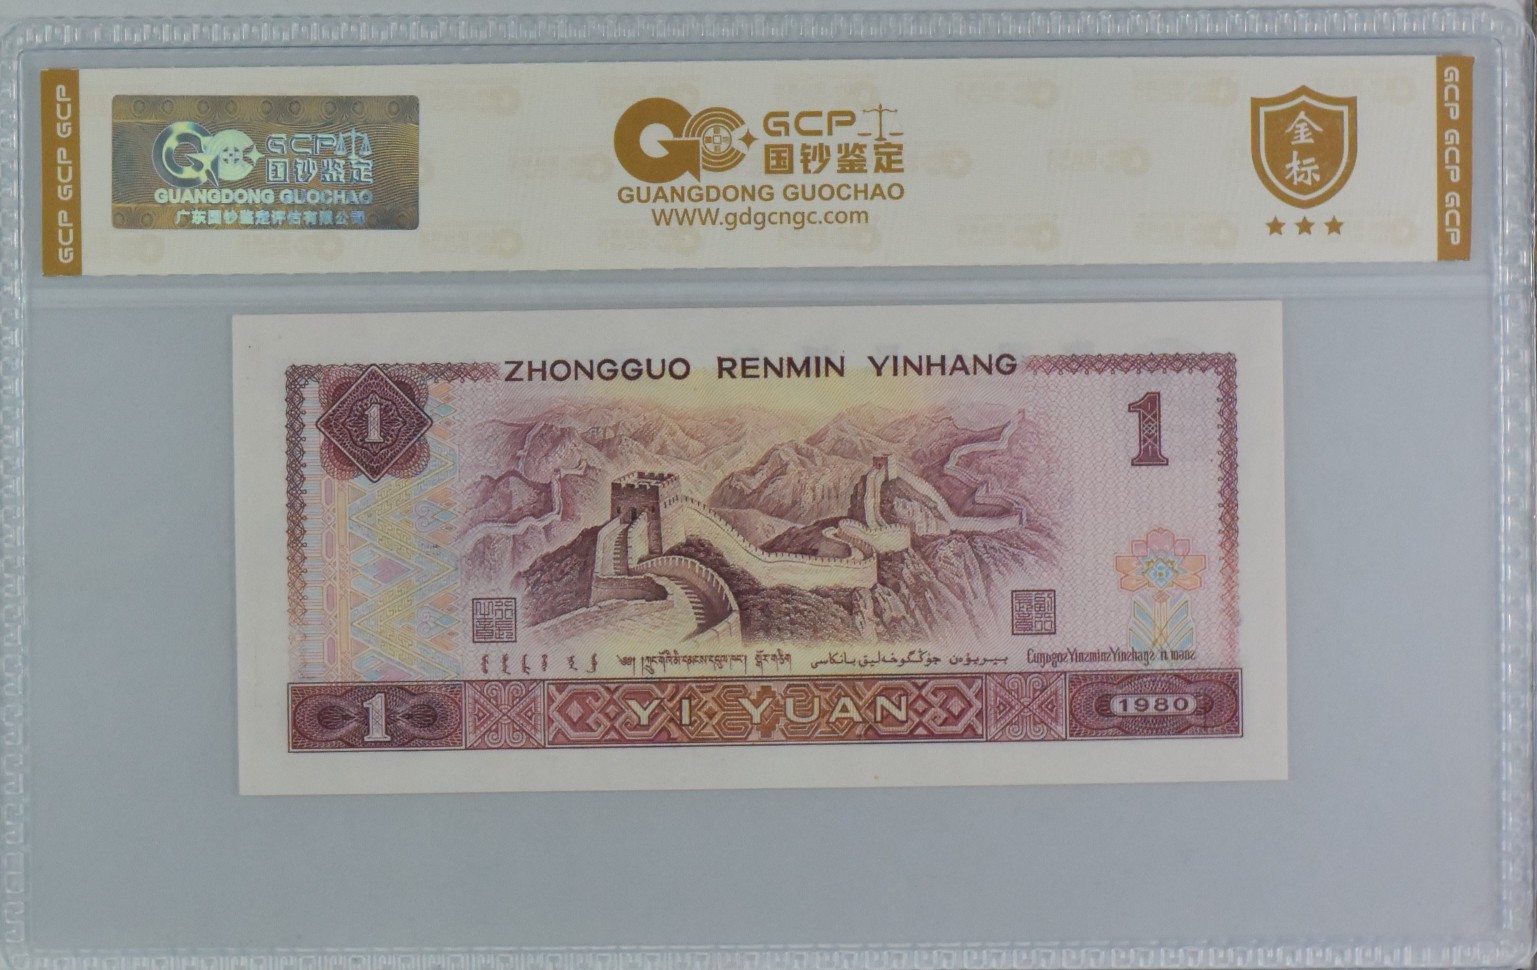 GCP GCP GCP
GCP 国钞鉴定
GUANGDONG GUOCHAO
广东国钞鉴定评估有限公司
GCP
国钞鉴定
GUANGDONG GUOCHAO
WWW.gdgcngc.com
金标
GCP GCP GCP
ZHONGGUO RENMIN YINHANG
1
1
1
YI YUAN
1980